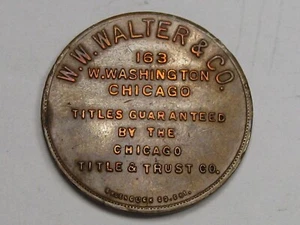 W. W. WALTER & CO.
163
W. WASHINGTON
CHICAGO
TITLES GUARANTEED
BY THE
CHICAGO
TITLE & TRUST CO.